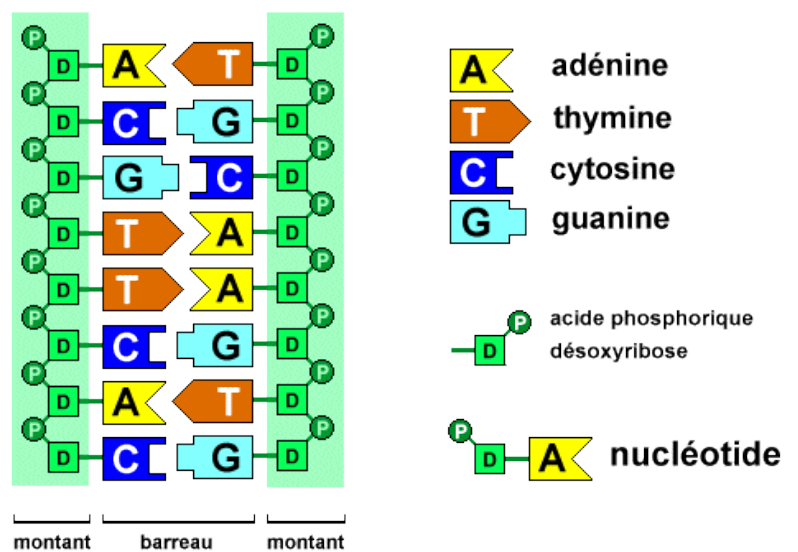 P P
D A T D
P P
D C G D
P P
D G C D
P P
D T A D
P P
D T A D
P P
D C G D
P P
D A T D
P P
D C G D
montant barreau montant
A adénine
T thymine
C cytosine
G guanine
P acide phosphorique
D désoxyribose
P
D A nucléotide